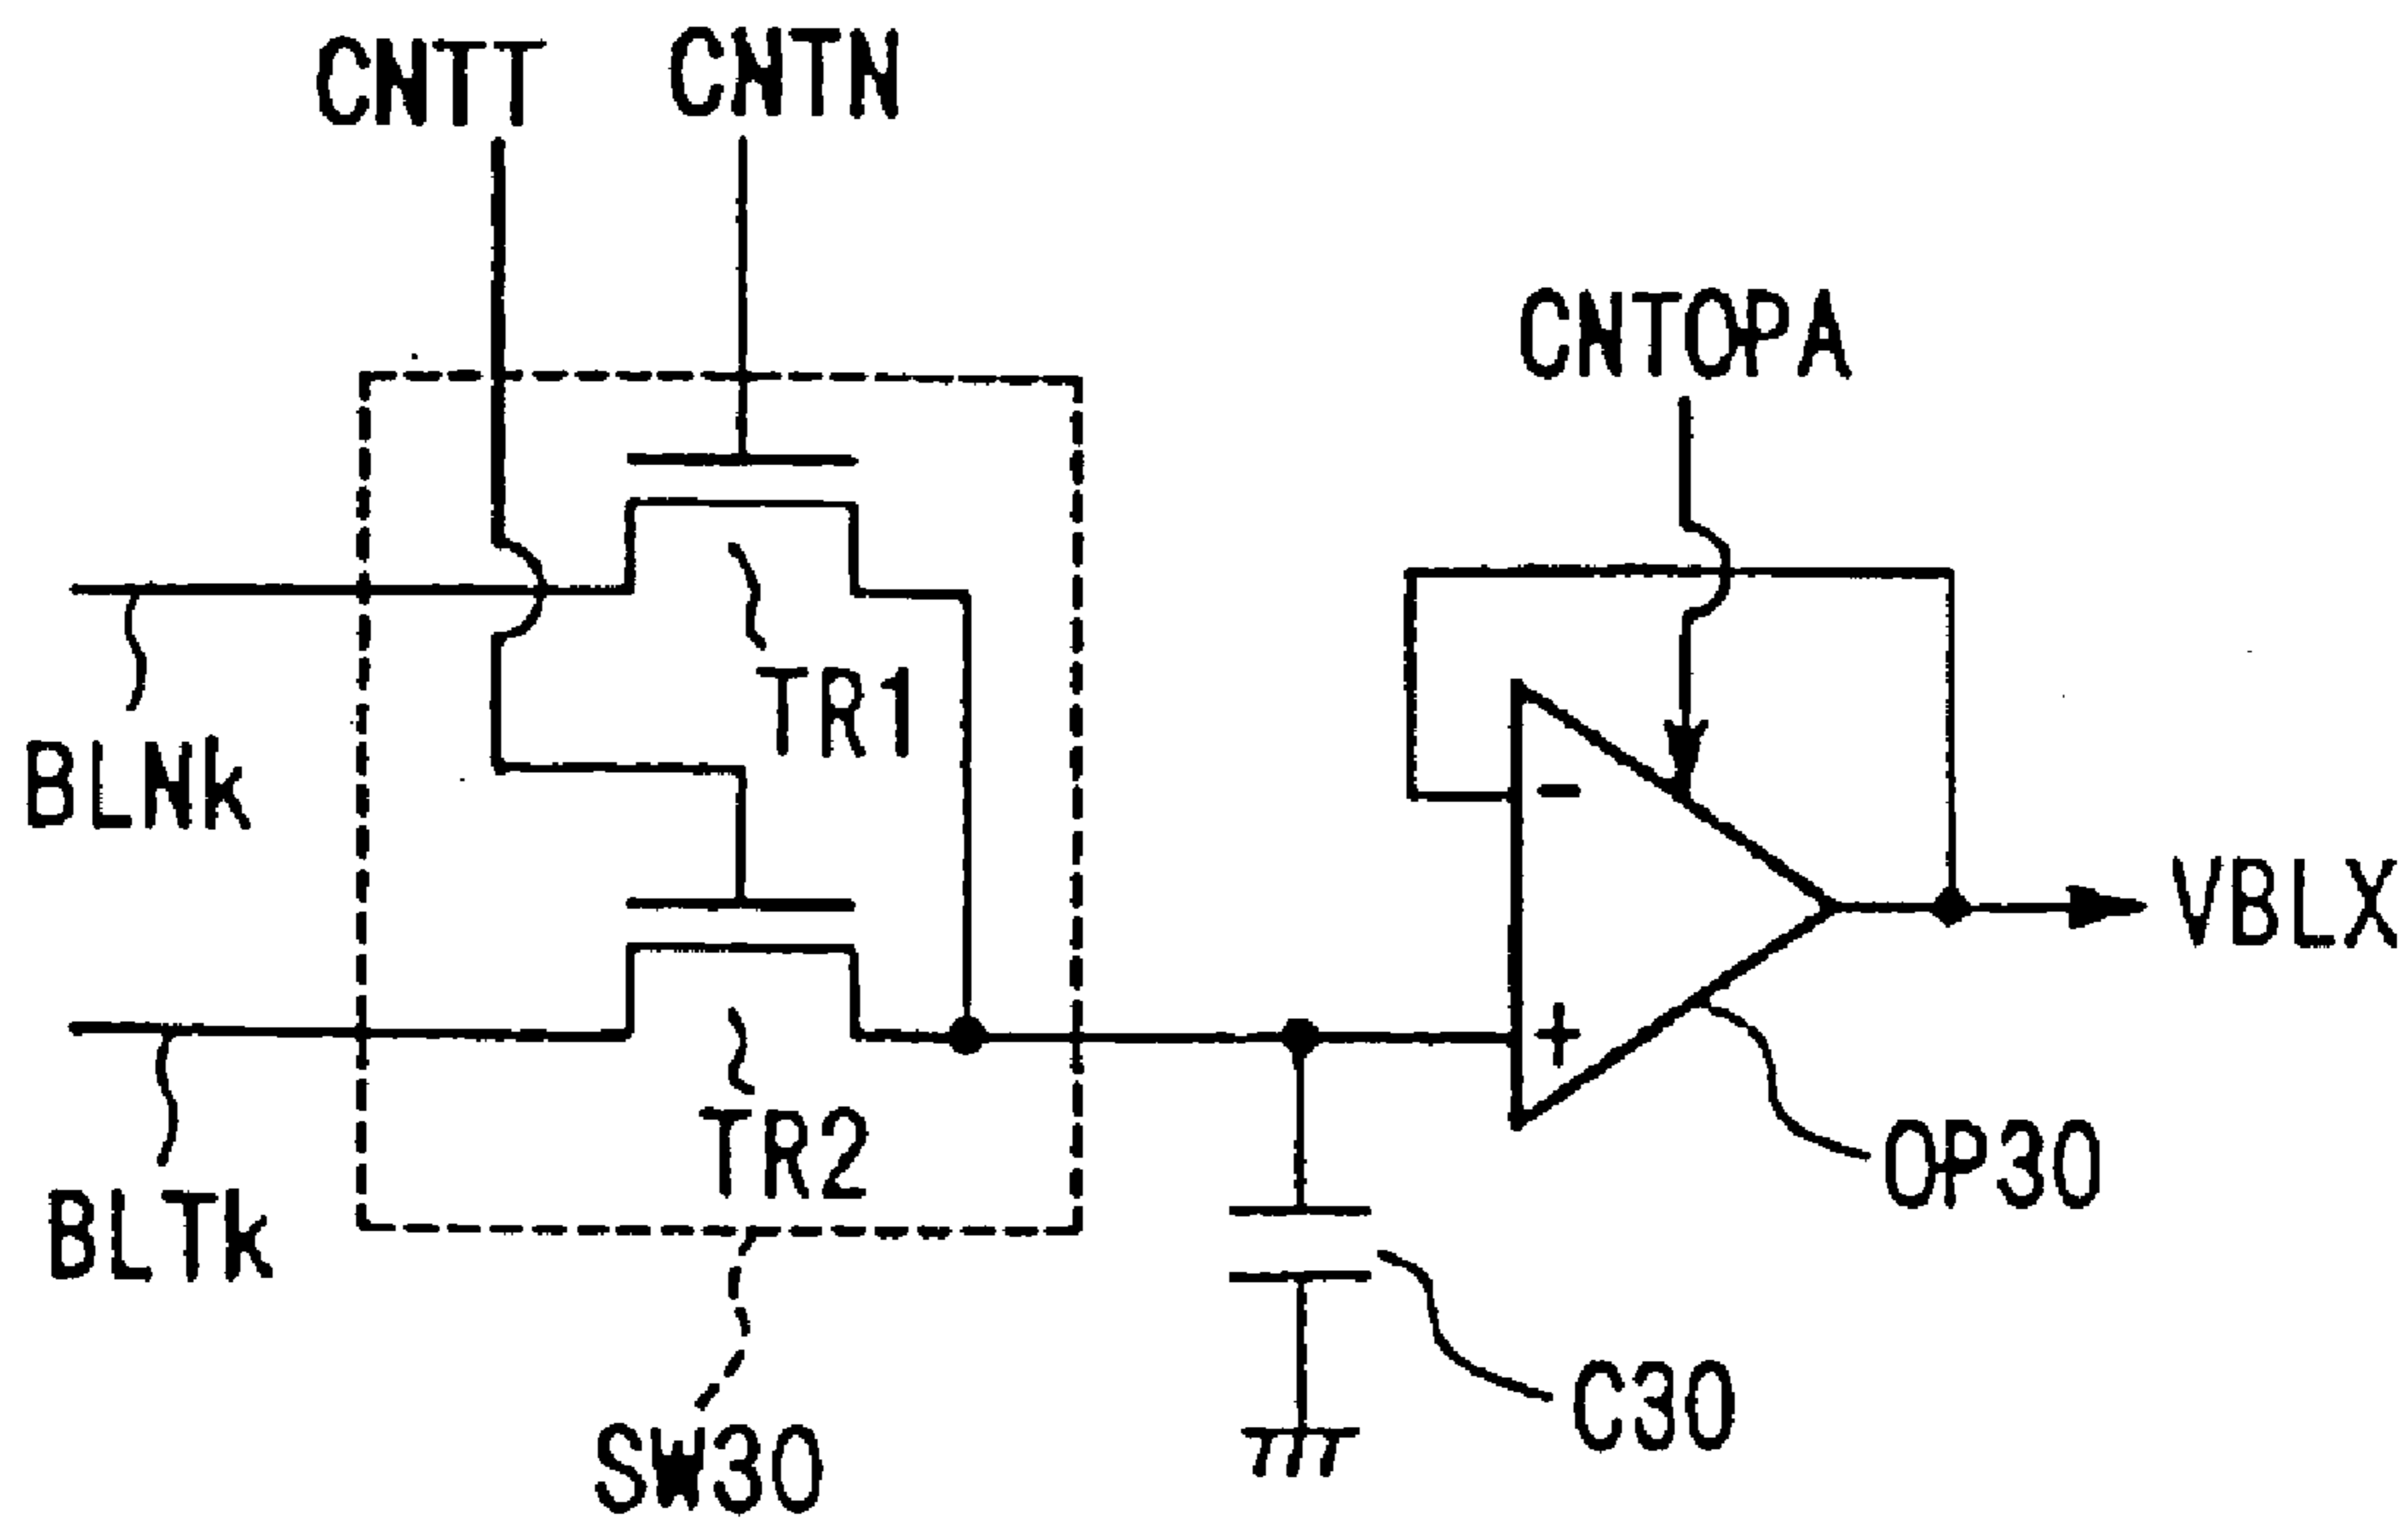 CNTT
CNTN
CNTOPA
TR1
BLNk
-
VBLX
+
TR2
OP30
BLTk
C30
SW30